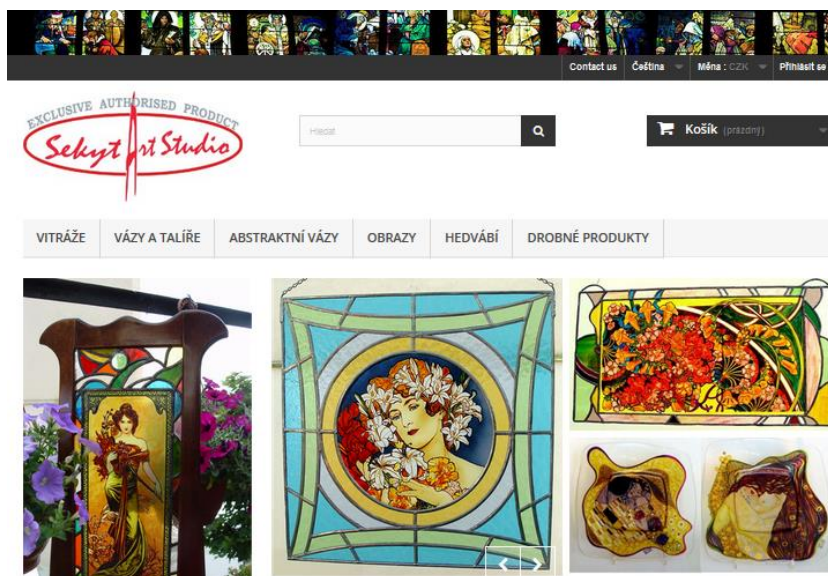 Contact us Čeština Měna : CZK Přihlásit se
EXCLUSIVE AUTHORISED PRODUCT
Sekyt Art Studio
Hledat
Košík (prázdný)
VITRÁŽE VÁZY A TALÍŘE ABSTRAKTNÍ VÁZY OBRAZY HEDVÁBÍ DROBNÉ PRODUKTY